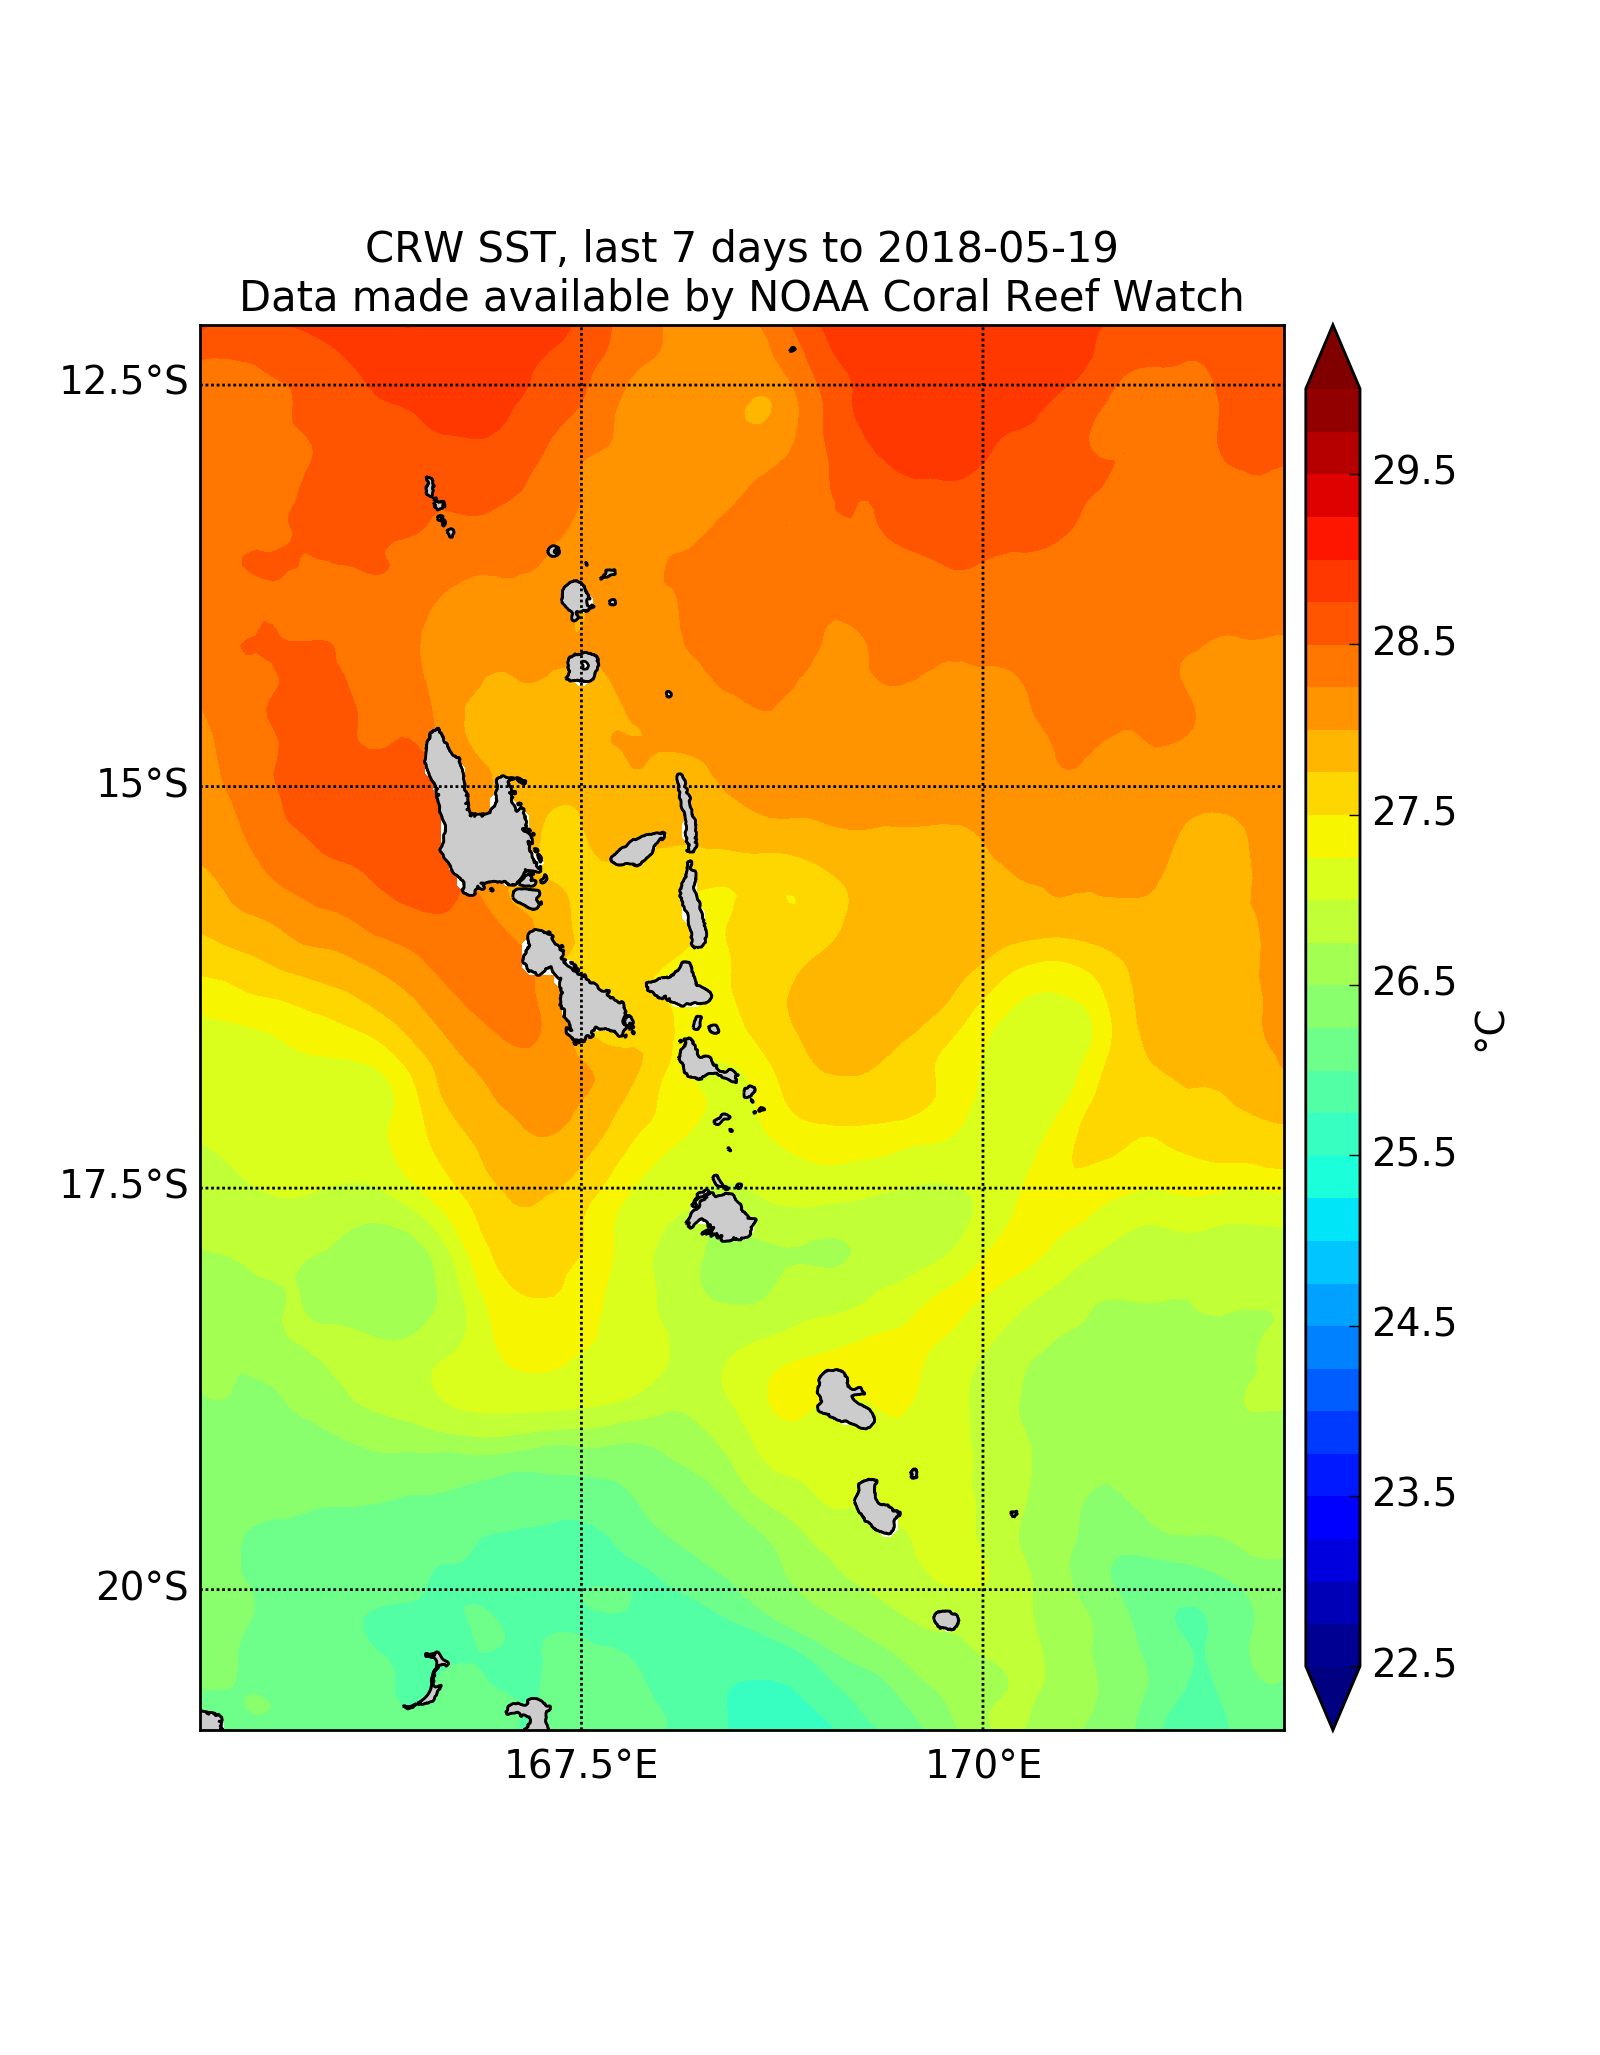 CRW SST, last 7 days to 2018-05-19
Data made available by NOAA Coral Reef Watch
12.5°S
15°S
17.5°S
20°S
167.5°E
170°E
29.5
28.5
27.5
26.5
25.5
24.5
23.5
22.5
°C